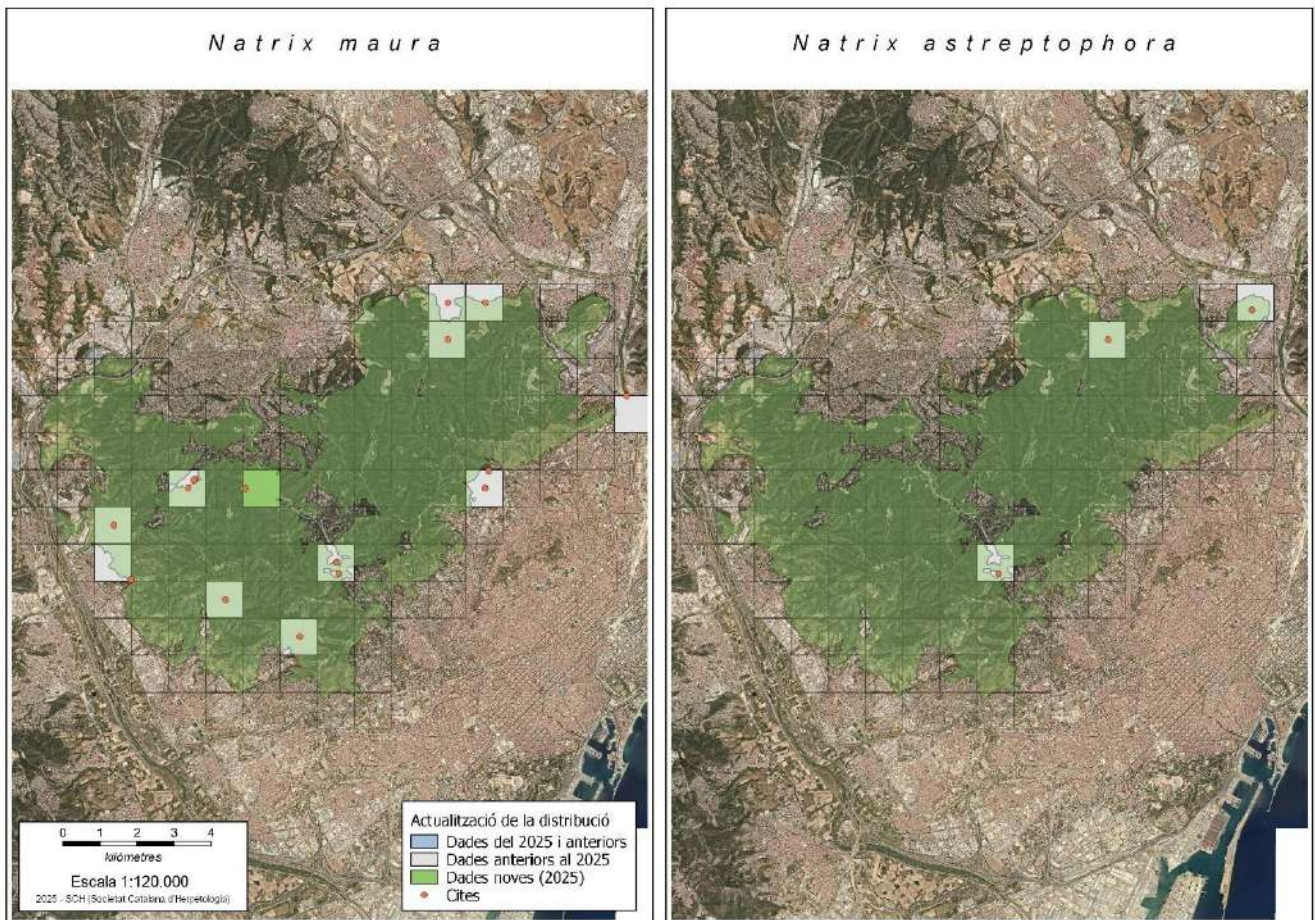 Natrix maura
Natrix astreptophora
0 1 2 3 4
kilòmetres
Escala 1:120.000
2025 - SCH (Societat Catalana d'Herpetologia)
Actualització de la distribució
Dades del 2025 i anteriors
Dades anteriors al 2025
Dades noves (2025)
Cites